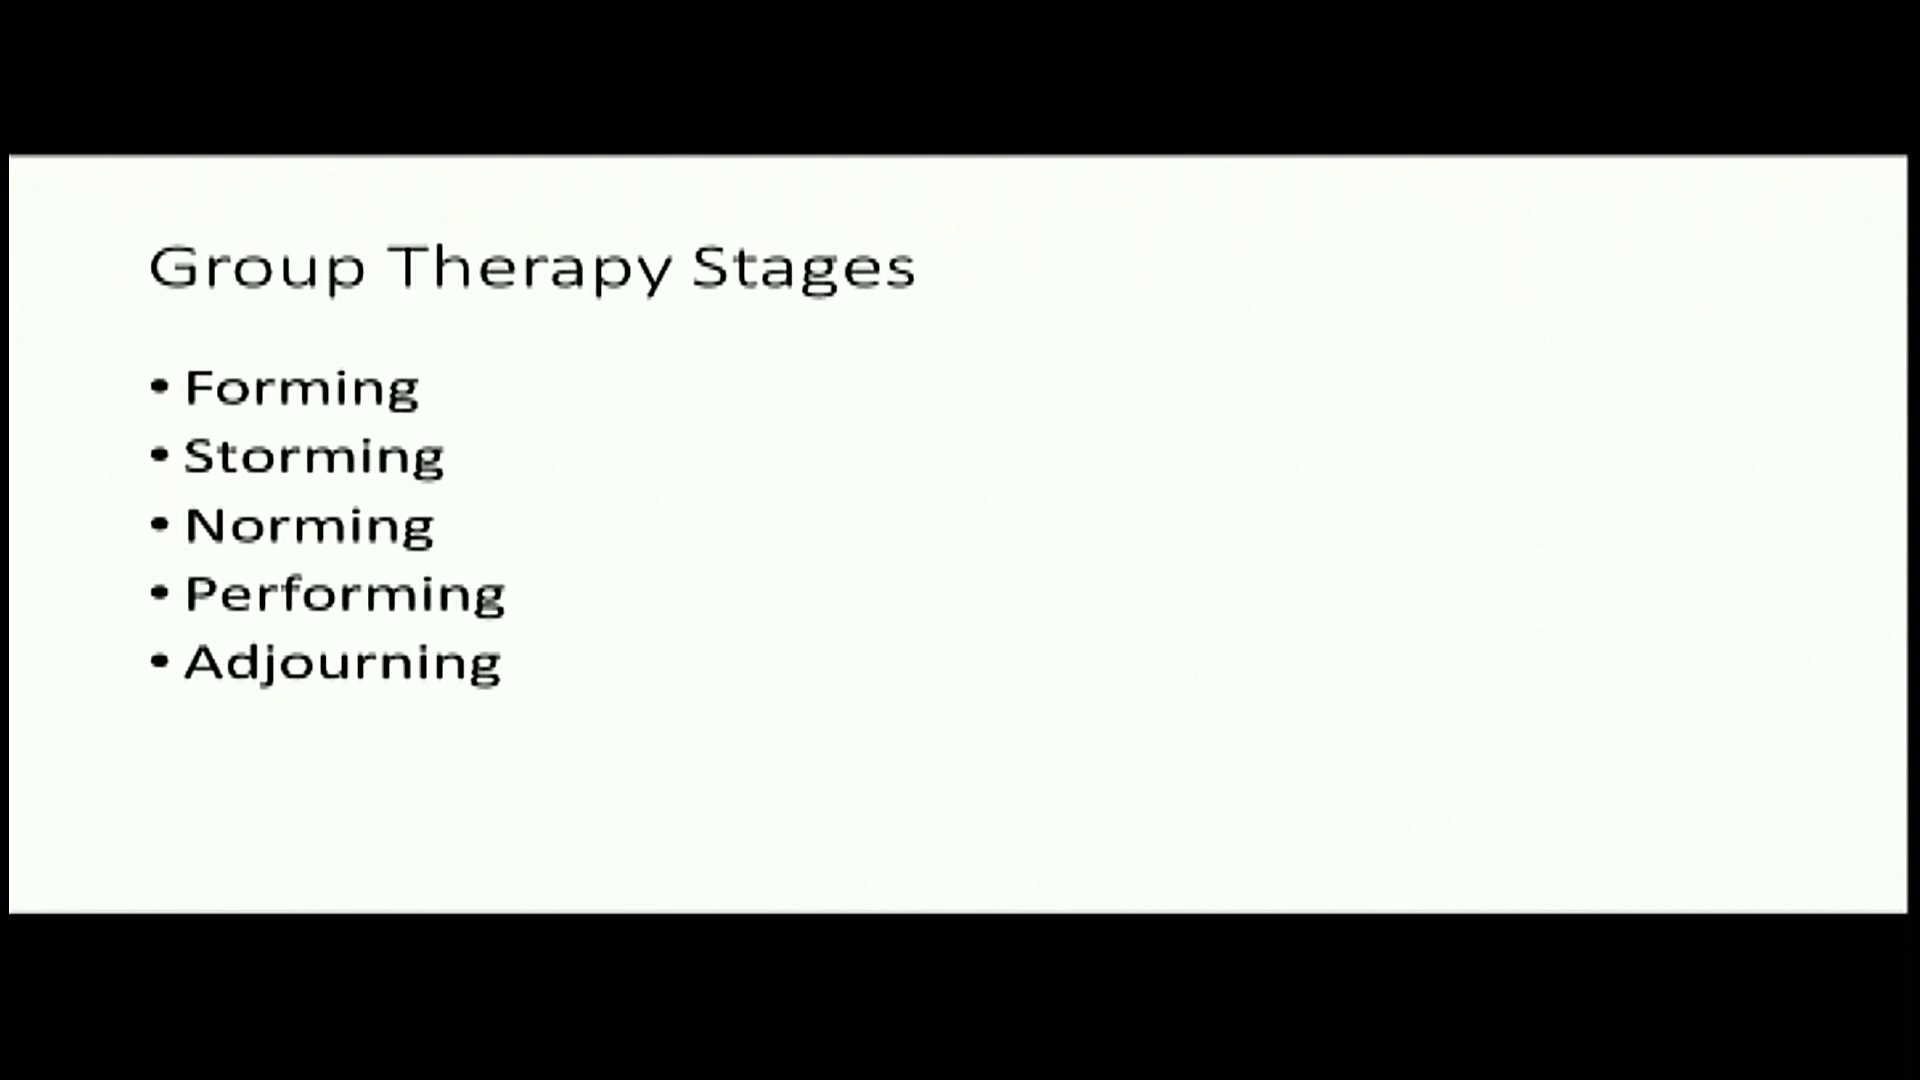 Group Therapy Stages
• Forming
• Storming
• Norming
• Performing
• Adjourning